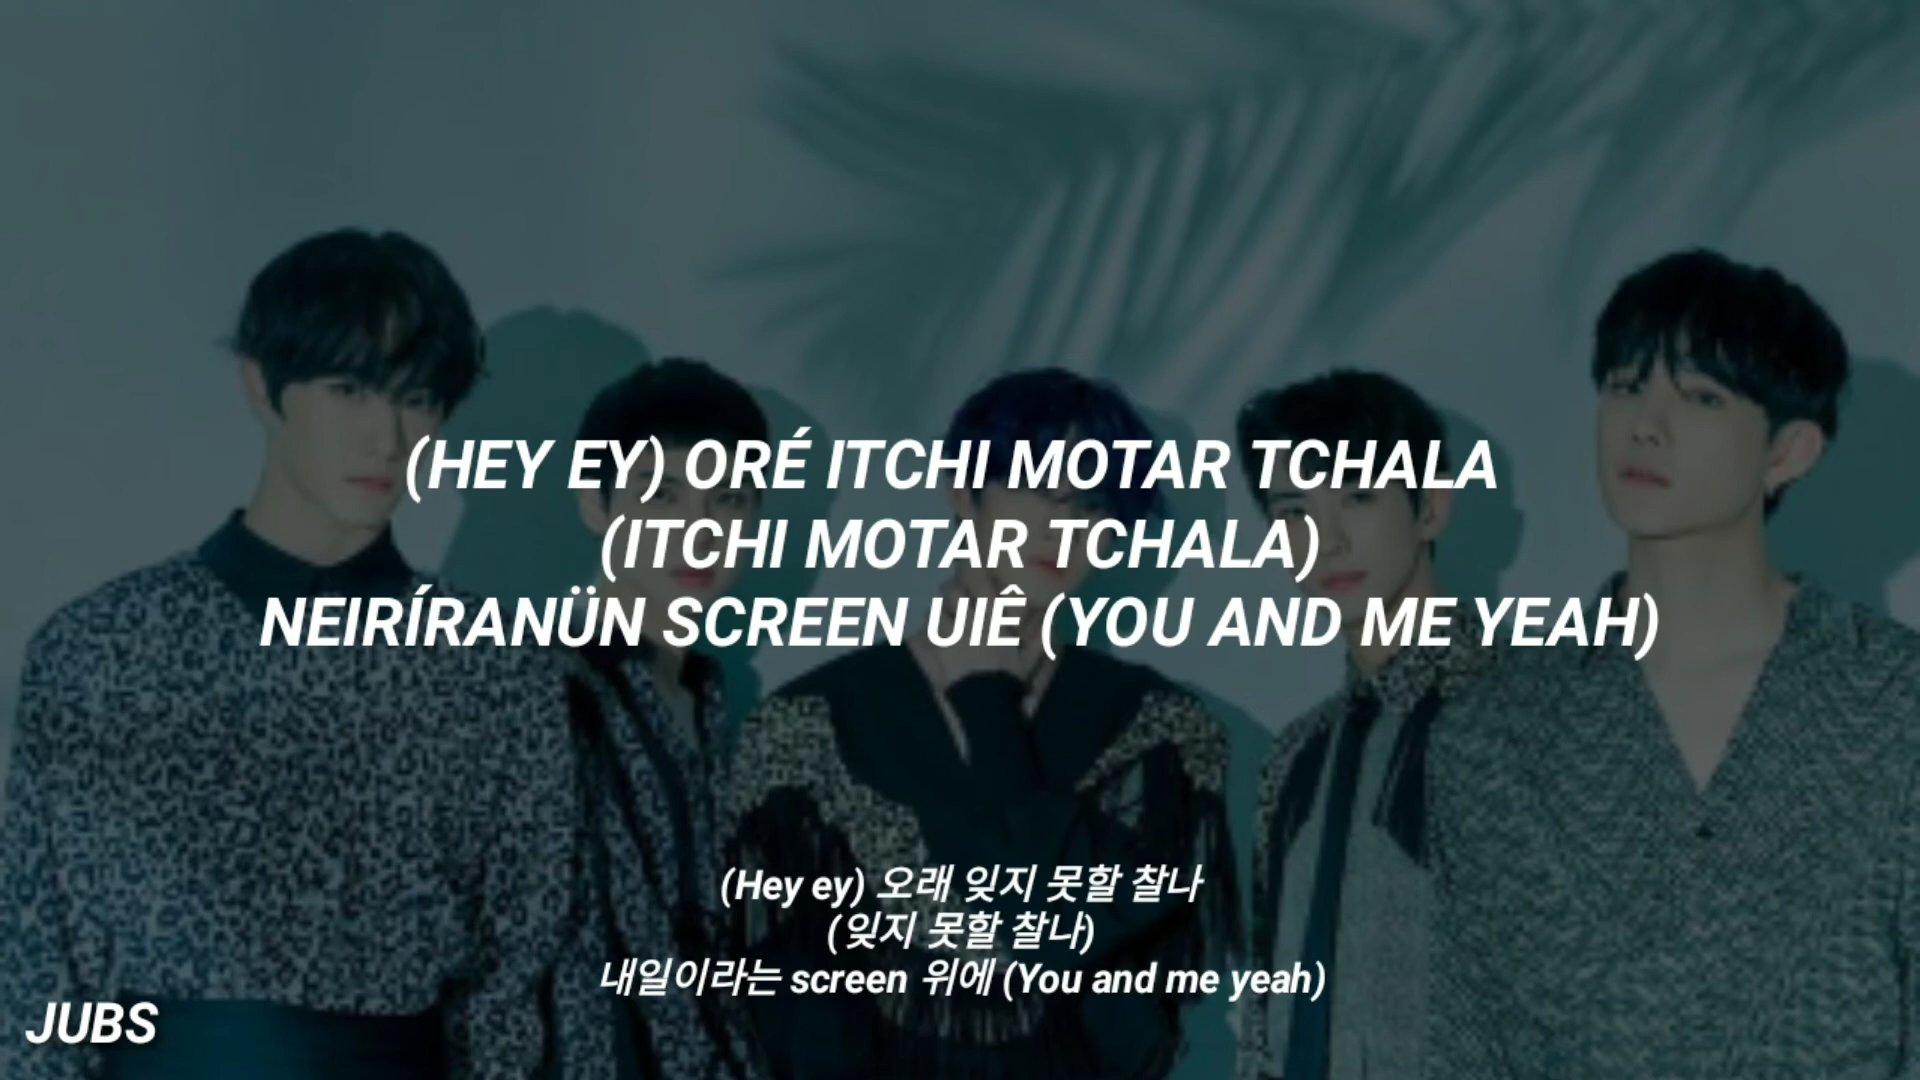 (HEY EY) ORÉ ITCHI MOTAR TCHALA
(ITCHI MOTAR TCHALA)
NEIRÍRANÜN SCREEN UIÊ (YOU AND ME YEAH)
(Hey ey) 오래 잊지 못할 찰나
(잊지 못할 찰나)
내일이라는 screen 위에 (You and me yeah)
JUBS